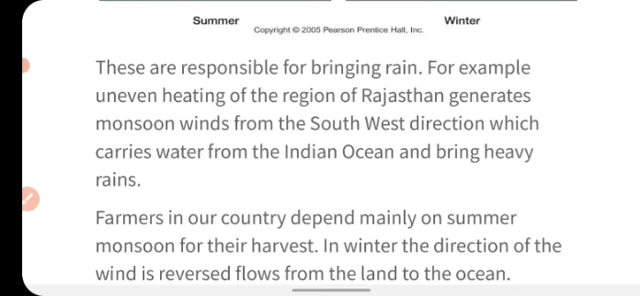 Summer Winter
Copyright © 2005 Pearson Prentice Hall, Inc.
These are responsible for bringing rain. For example
uneven heating of the region of Rajasthan generates
monsoon winds from the South West direction which
carries water from the Indian Ocean and bring heavy
rains.
Farmers in our country depend mainly on summer
monsoon for their harvest. In winter the direction of the
wind is reversed flows from the land to the ocean.